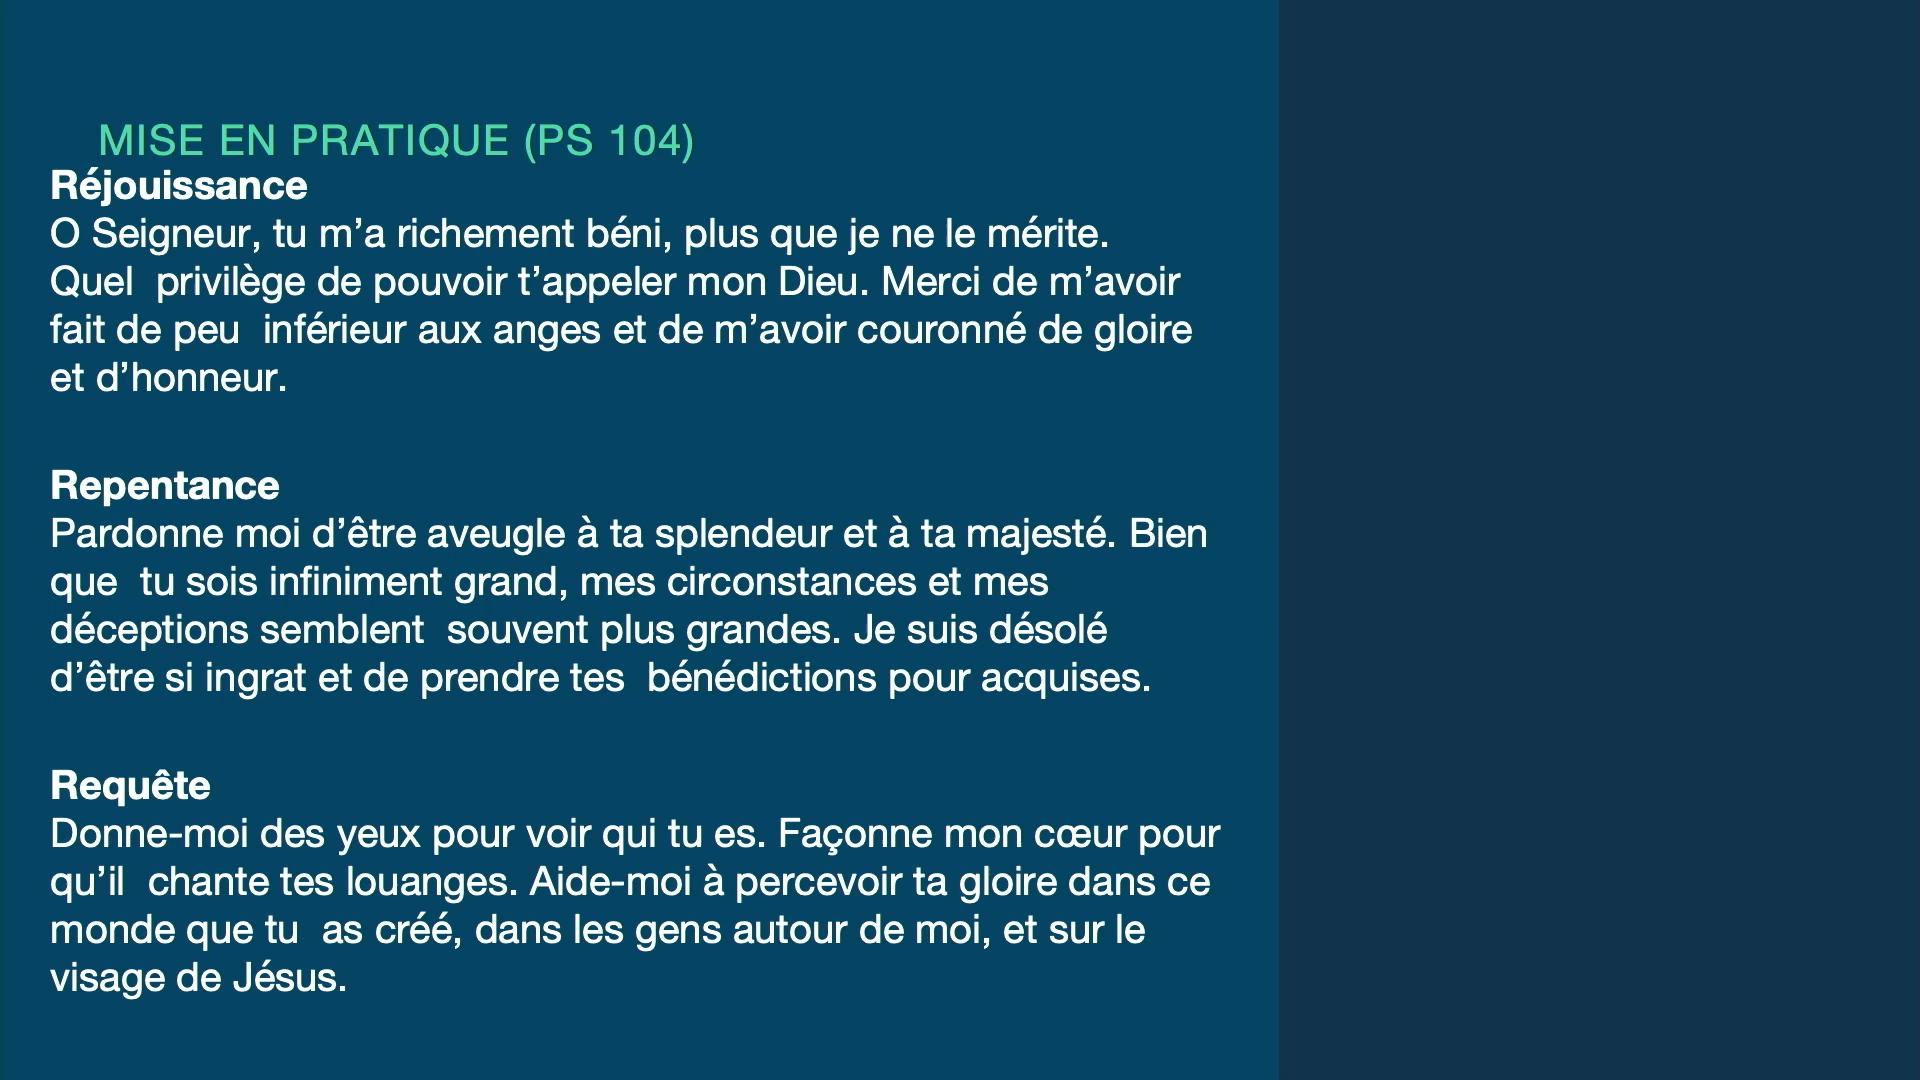 MISE EN PRATIQUE (PS 104)
Réjouissance
O Seigneur, tu m’a richement béni, plus que je ne le mérite.
Quel  privilège de pouvoir t’appeler mon Dieu. Merci de m’avoir
fait de peu  inférieur aux anges et de m’avoir couronné de gloire
et d’honneur.
Repentance
Pardonne moi d’être aveugle à ta splendeur et à ta majesté. Bien
que  tu sois infiniment grand, mes circonstances et mes
déceptions semblent  souvent plus grandes. Je suis désolé
d’être si ingrat et de prendre tes  bénédictions pour acquises.
Requête
Donne-moi des yeux pour voir qui tu es. Façonne mon cœur pour
qu’il  chante tes louanges. Aide-moi à percevoir ta gloire dans ce
monde que tu  as créé, dans les gens autour de moi, et sur le
visage de Jésus.